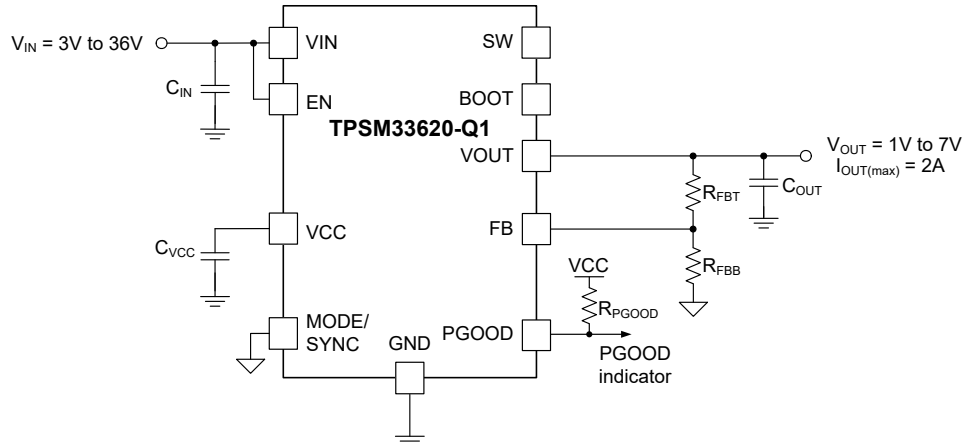 V_IN = 3V to 36V
VIN
SW
C_IN
EN
BOOT
TPSM33620-Q1
VOUT
V_OUT = 1V to 7V
I_OUT(max) = 2A
R_FBT
C_OUT
VCC
FB
C_VCC
VCC
R_FBB
R_PGOOD
MODE/
SYNC
GND
PGOOD
PGOOD
indicator